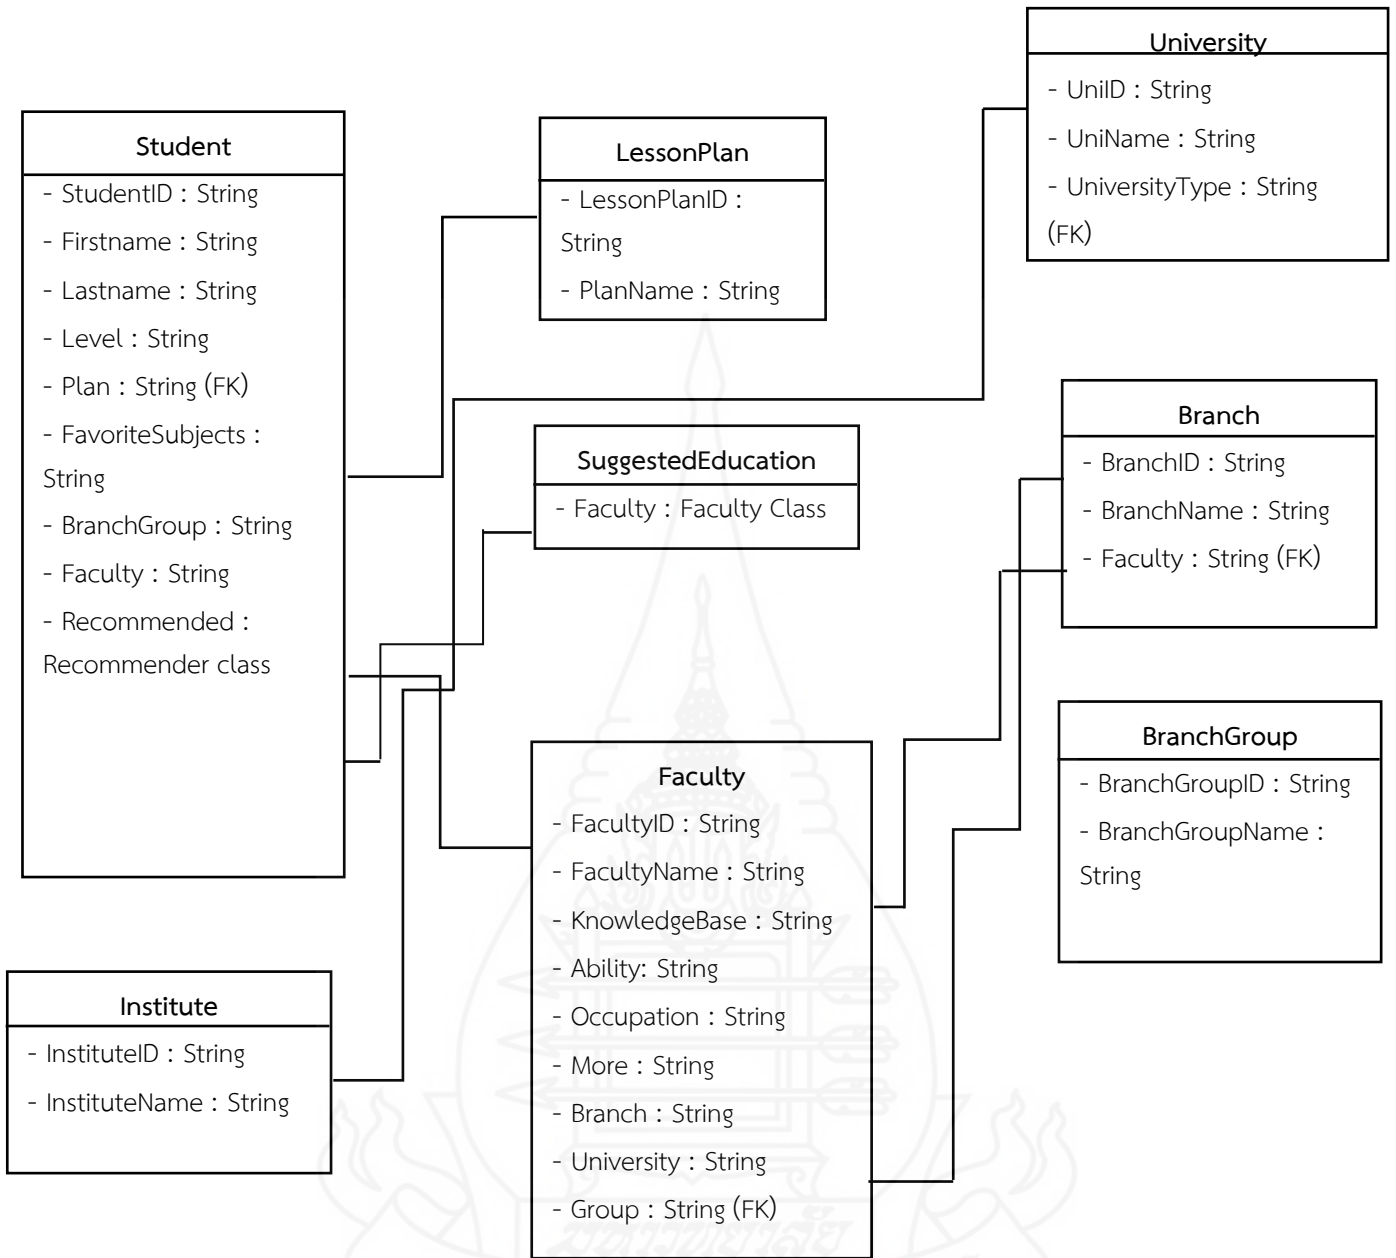 Student
- StudentID : String
- Firstname : String
- Lastname : String
- Level : String
- Plan : String (FK)
- FavoriteSubjects :
String
- BranchGroup : String
- Faculty : String
- Recommended :
Recommender class
LessonPlan
- LessonPlanID :
String
- PlanName : String
University
- UniID : String
- UniName : String
- UniversityType : String
(FK)
SuggestedEducation
- Faculty : Faculty Class
Branch
- BranchID : String
- BranchName : String
- Faculty : String (FK)
BranchGroup
- BranchGroupID : String
- BranchGroupName :
String
Faculty
- FacultyID : String
- FacultyName : String
- KnowledgeBase : String
- Ability: String
- Occupation : String
- More : String
- Branch : String
- University : String
- Group : String (FK)
Institute
- InstituteID : String
- InstituteName : String